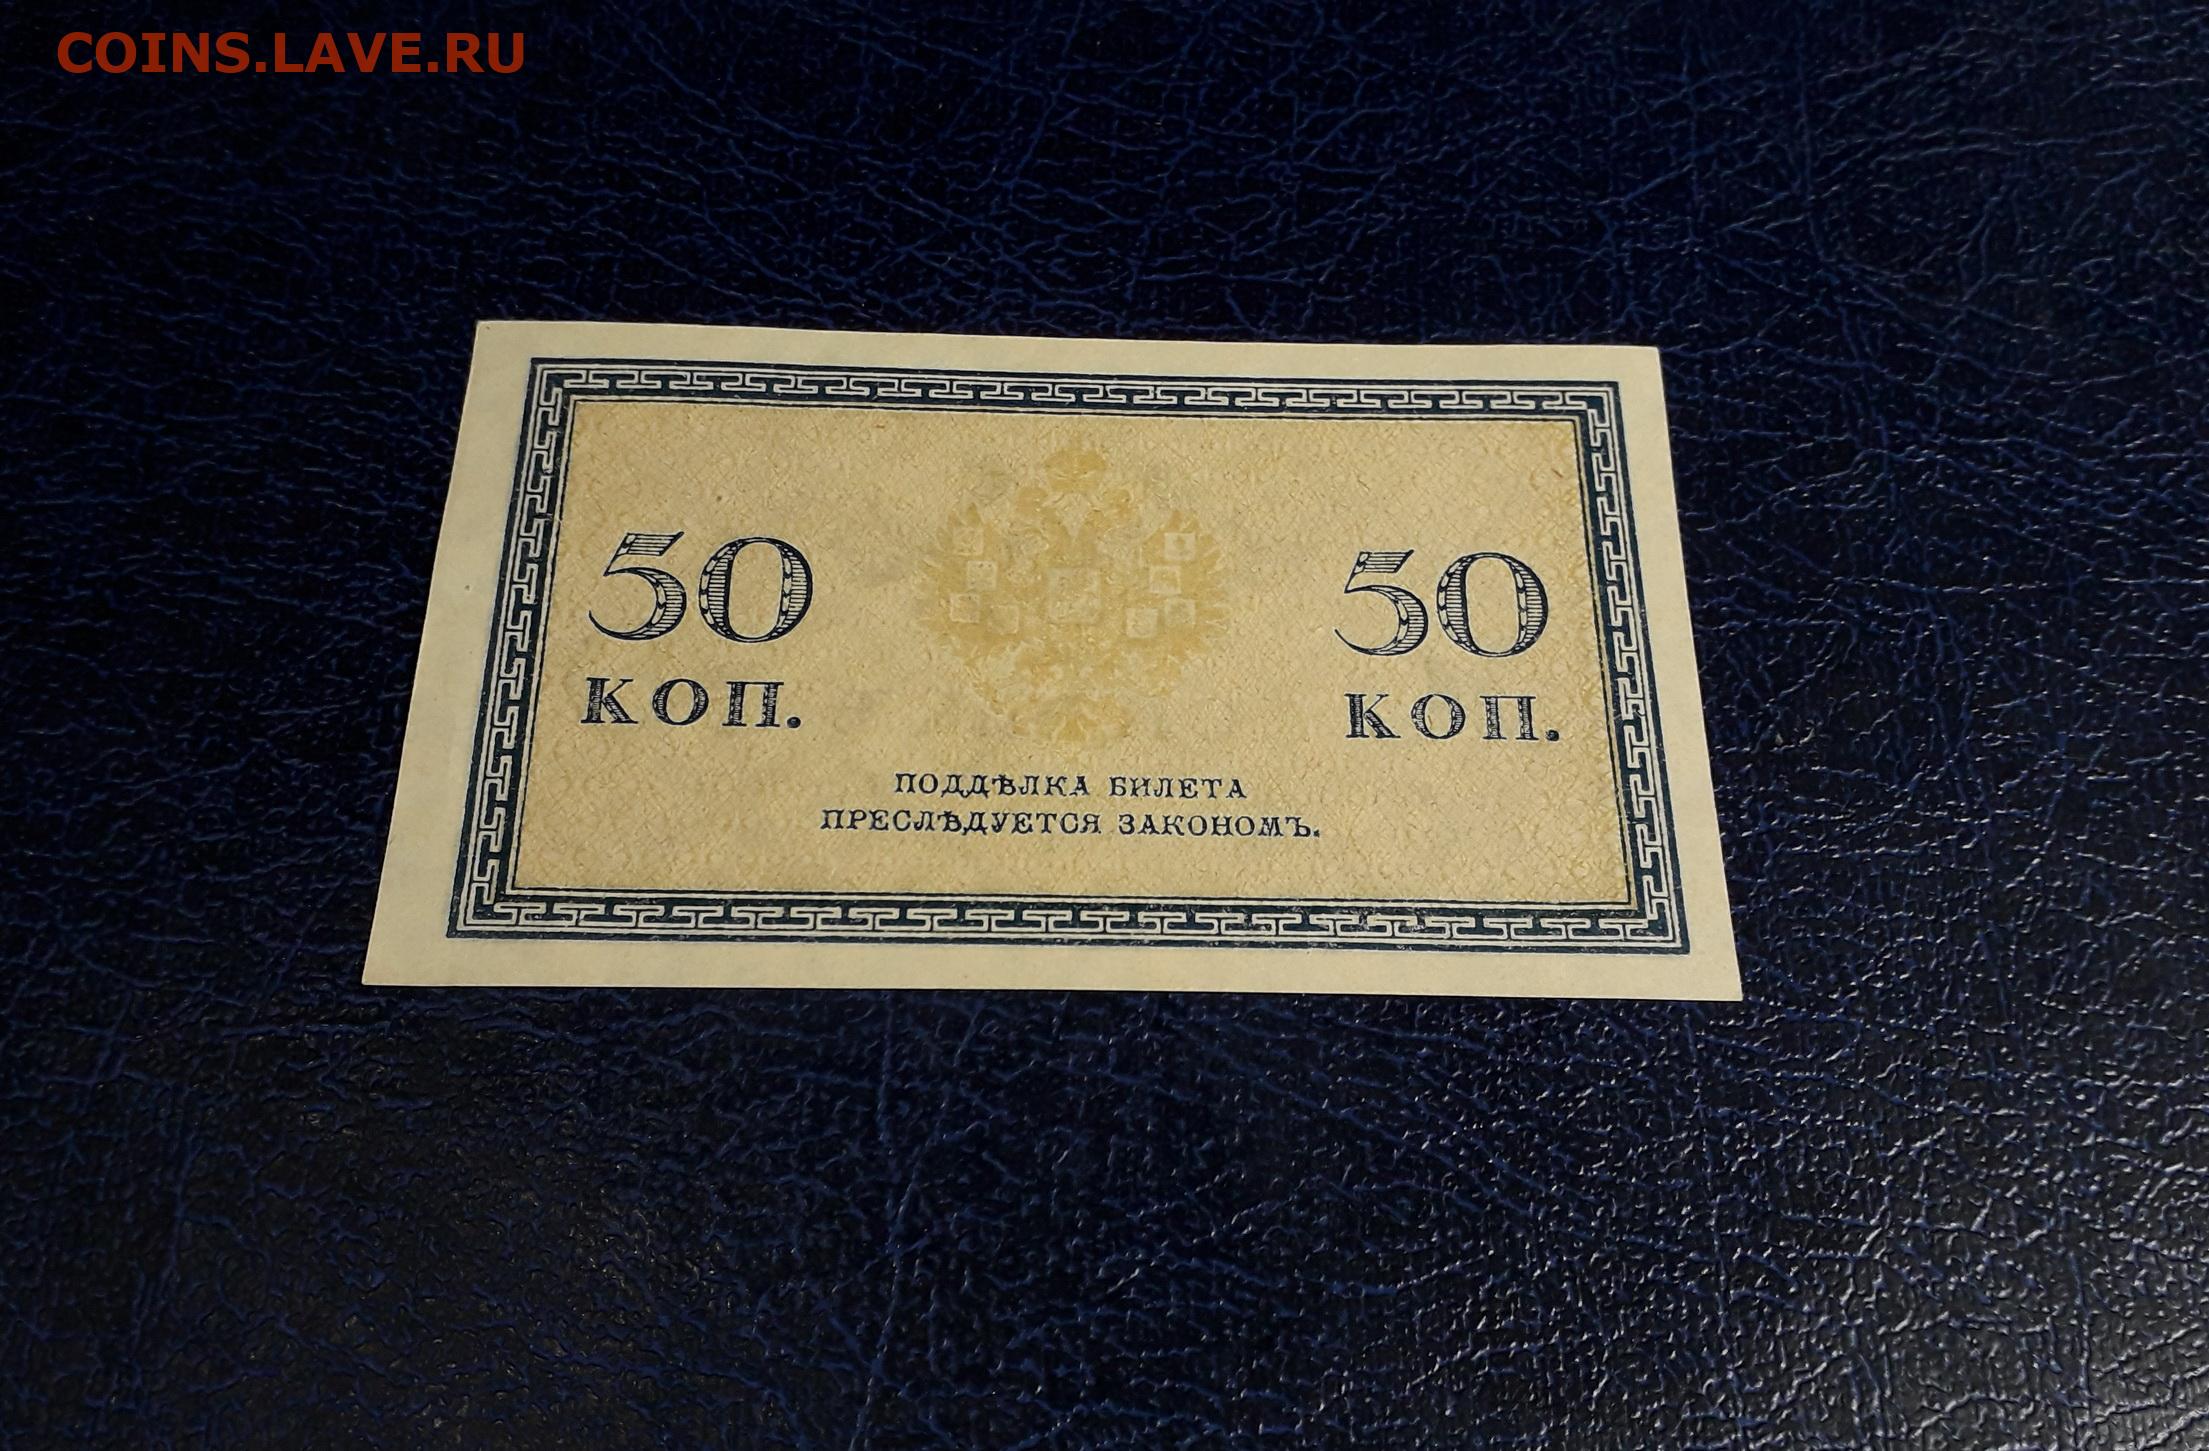 COINS.LAVE.RU
50 50
КОП. КОП.
ПОДДѢЛКА БИЛЕТА
ПРЕСЛѢДУЕТСЯ ЗАКОНОМЪ.